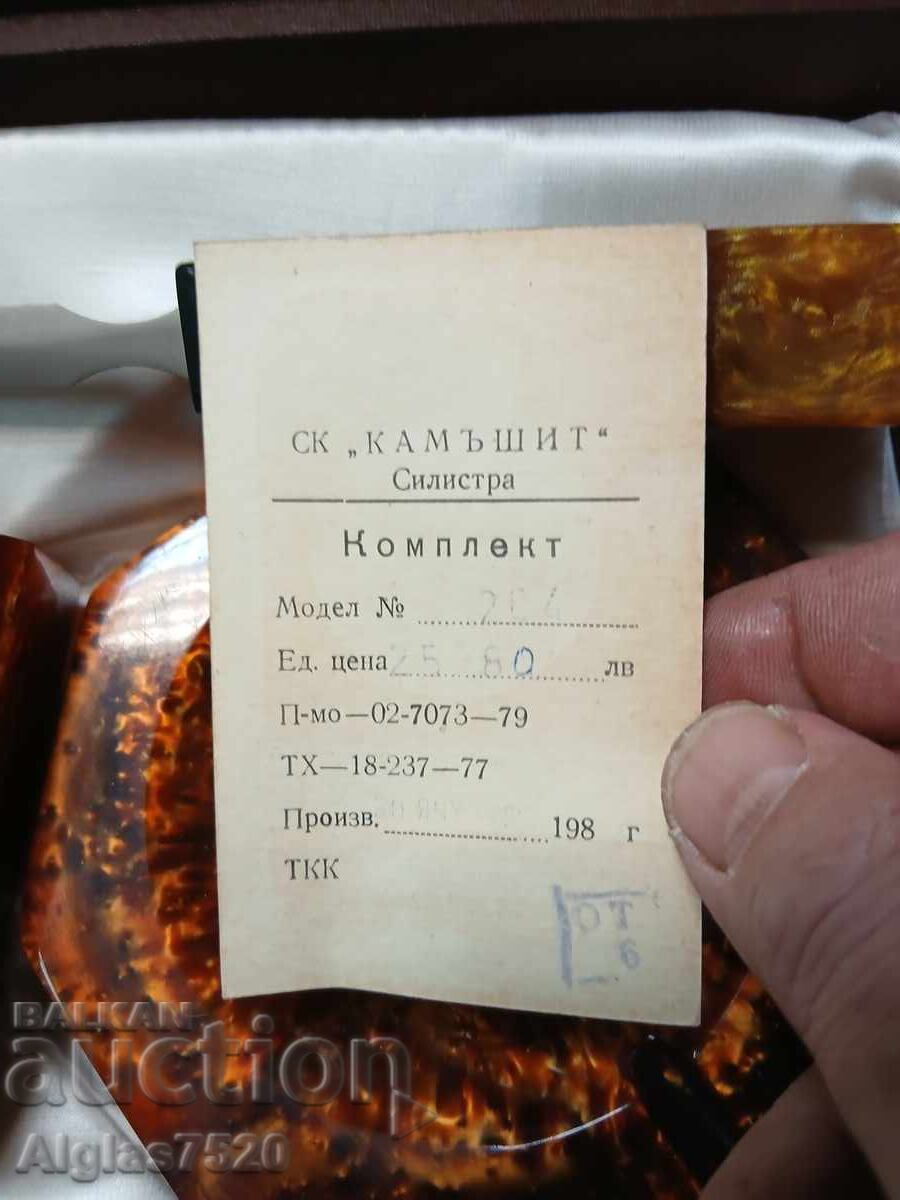 СК „КАМЪШИТ“
Силистра
Комплект
Модел №
Ед. цена 25 60 лв
П-мо—02-7073—79
ТХ—18-237—77
Произв. 198 г
ТКК
ОТ
6
BALKAN
auction
Alglas7520